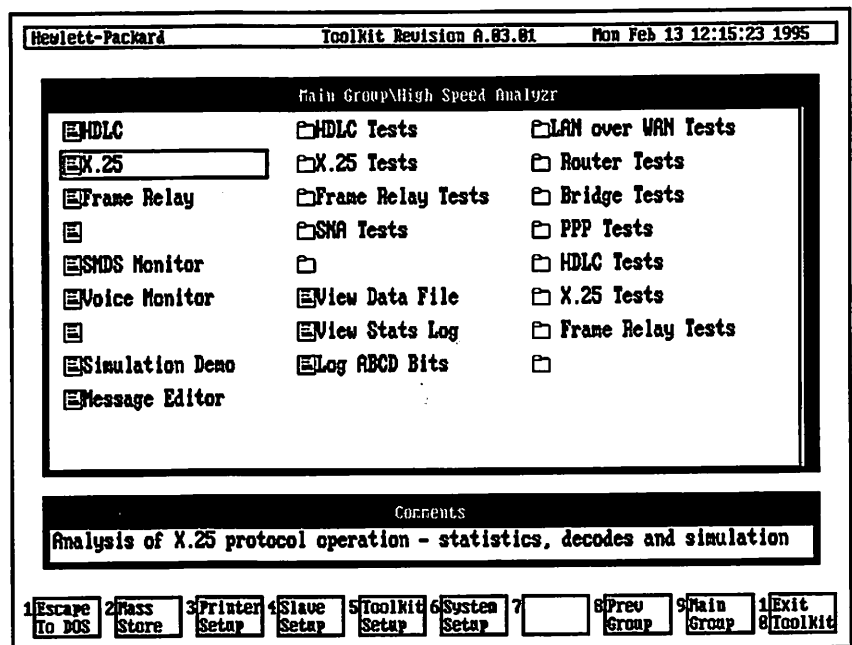 Hewlett-Packard Toolkit Revision A.03.01 Mon Feb 13 12:15:23 1995
Main Group\High Speed Analyzr
HDLC HDLC Tests LAN over WAN Tests
X.25 X.25 Tests Router Tests
Frame Relay Frame Relay Tests Bridge Tests
SNA Tests PPP Tests
SMDS Monitor HDLC Tests
Voice Monitor View Data File X.25 Tests
View Stats Log Frame Relay Tests
Simulation Demo Log ABCD Bits
Message Editor
Comments
Analysis of X.25 protocol operation - statistics, decodes and simulation
1 Escape 2 Mass 3 Printer 4 Slave 5 Toolkit 6 System 7 8 Prev 9 Main 1 Exit
To DOS Store Setup Setup Setup Setup Group Group 0 Toolkit